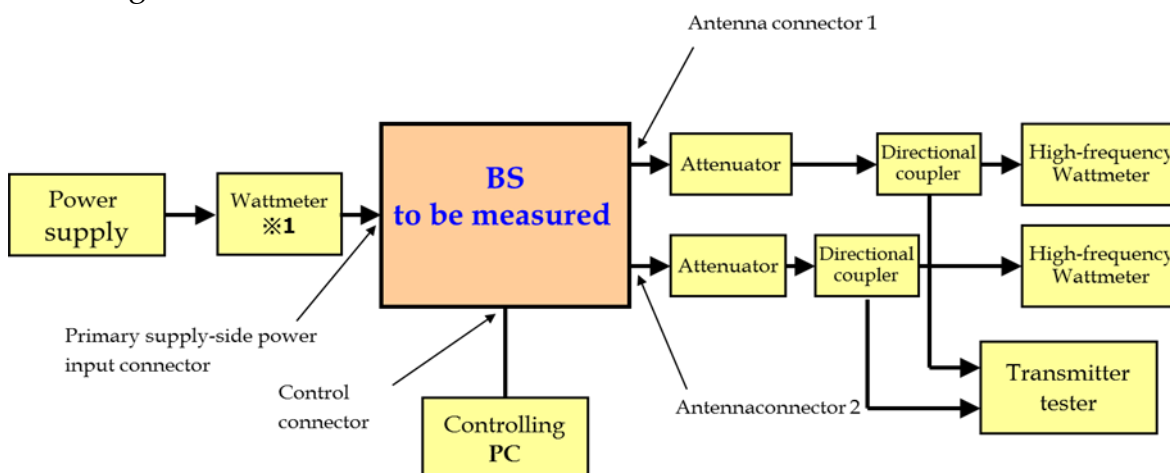 Antenna connector 1
Power
supply
Wattmeter
※1
BS
to be measured
Attenuator
Directional
coupler
High-frequency
Wattmeter
Attenuator
Directional
coupler
High-frequency
Wattmeter
Primary supply-side power
input connector
Control
connector
Controlling
PC
Antennaconnector 2
Transmitter
tester